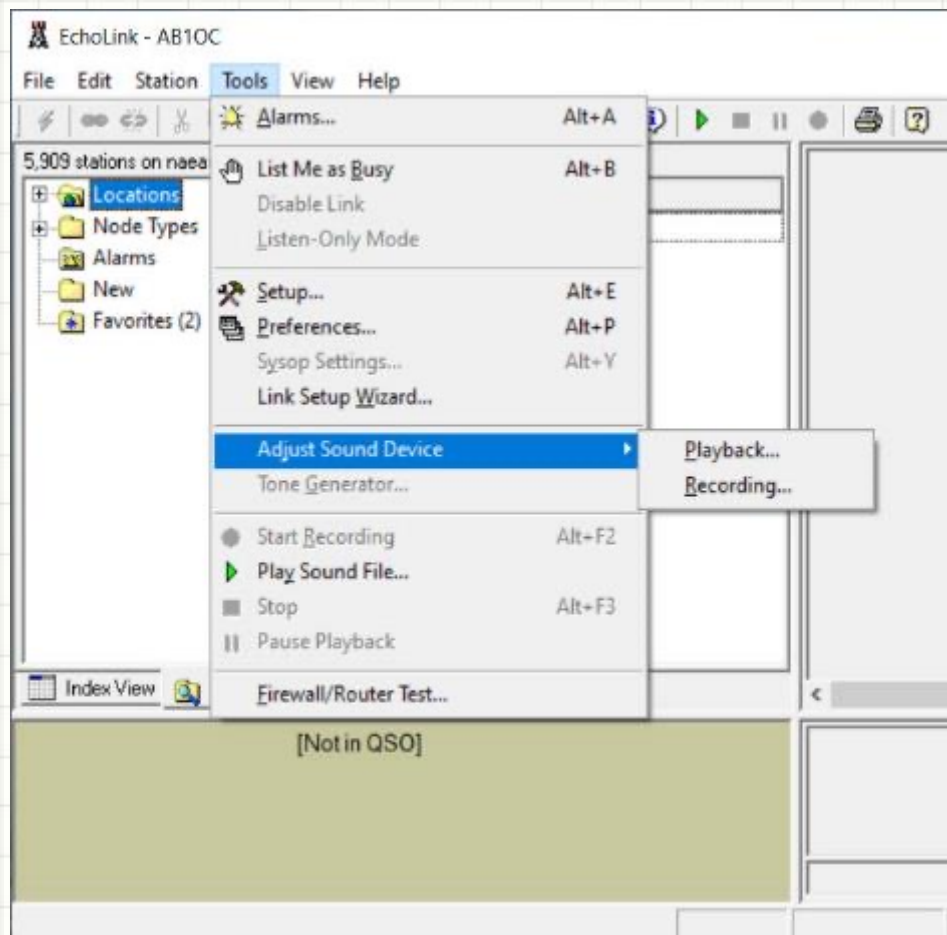 EchoLink - AB1OC
File Edit Station Tools View Help
5,909 stations on naea
Locations
Node Types
Alarms
New
Favorites (2)
Alarms... Alt+A
List Me as Busy Alt+B
Disable Link
Listen-Only Mode
Setup... Alt+E
Preferences... Alt+P
Sysop Settings... Alt+Y
Link Setup Wizard...
Adjust Sound Device
Playback...
Recording...
Tone Generator...
Start Recording Alt+F2
Play Sound File...
Stop Alt+F3
Pause Playback
Firewall/Router Test...
Index View
[Not in QSO]